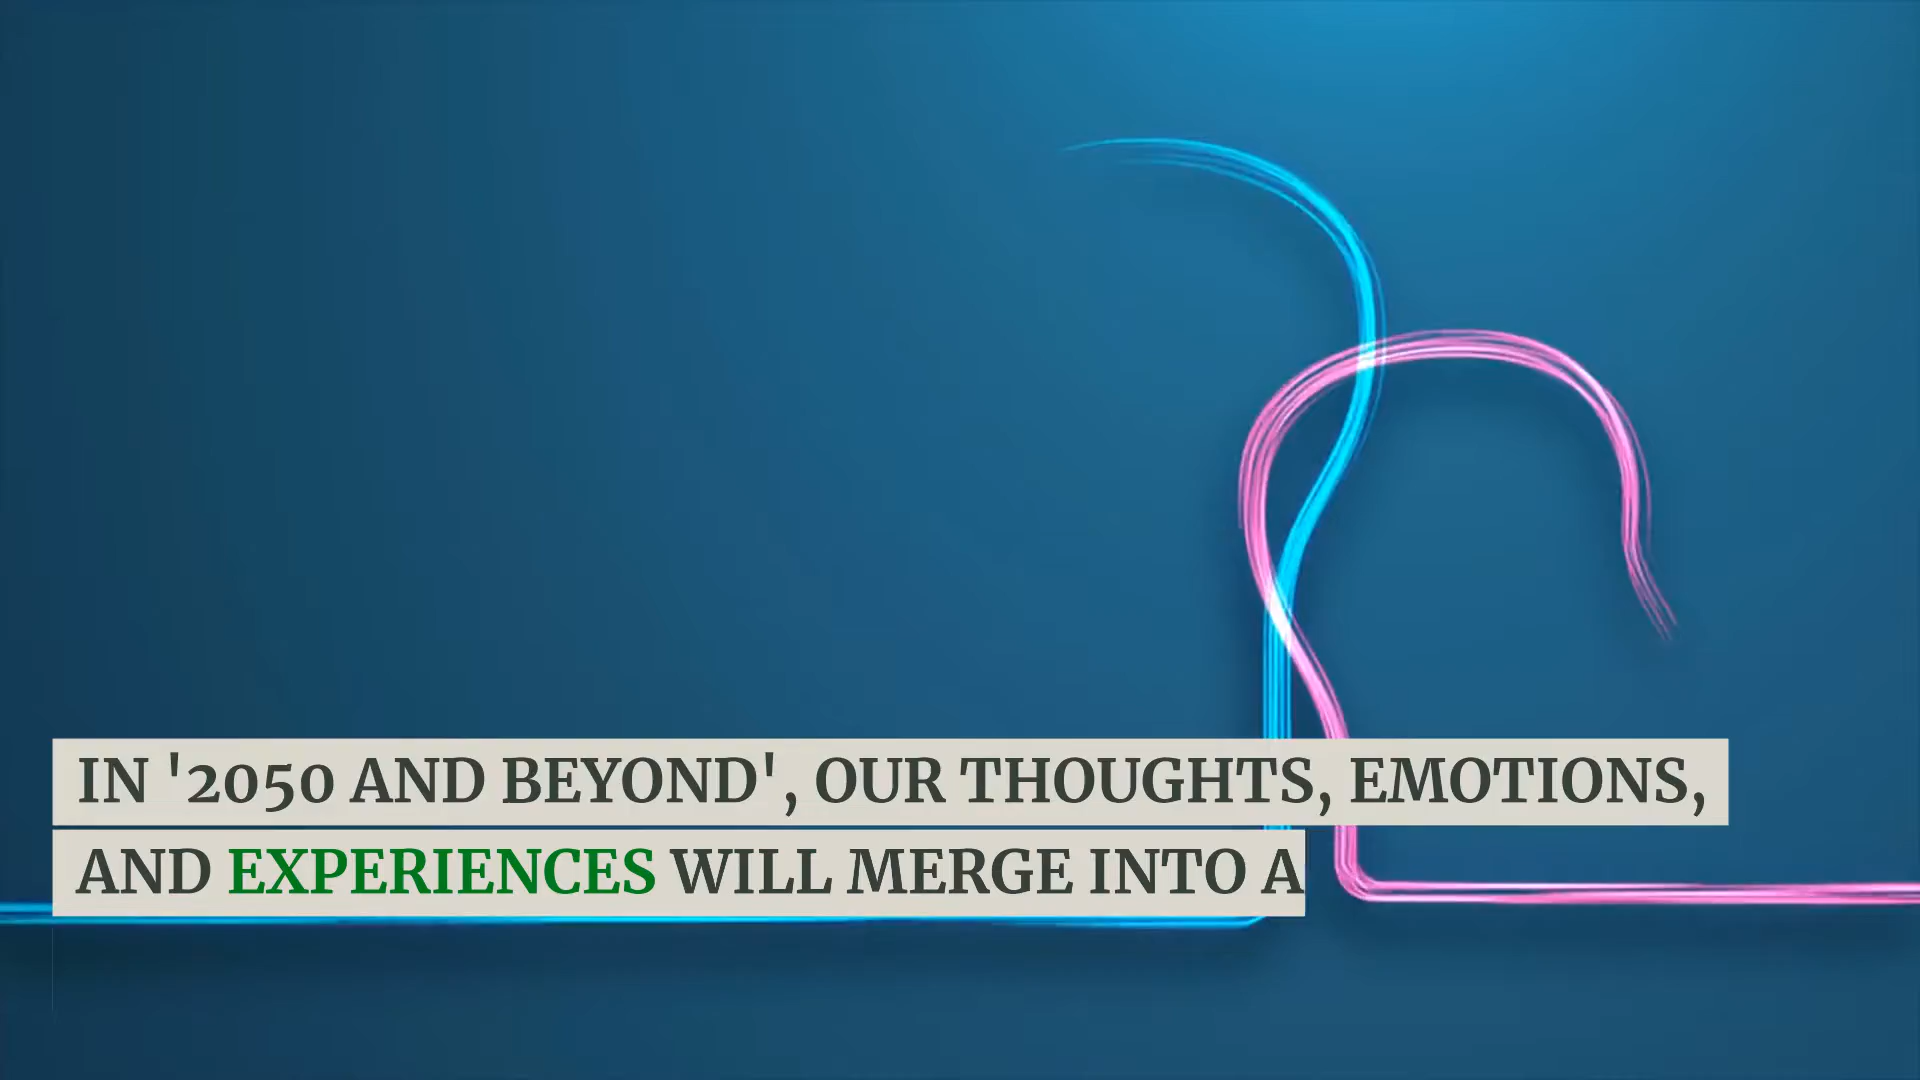 IN '2050 AND BEYOND', OUR THOUGHTS, EMOTIONS,
AND EXPERIENCES WILL MERGE INTO A